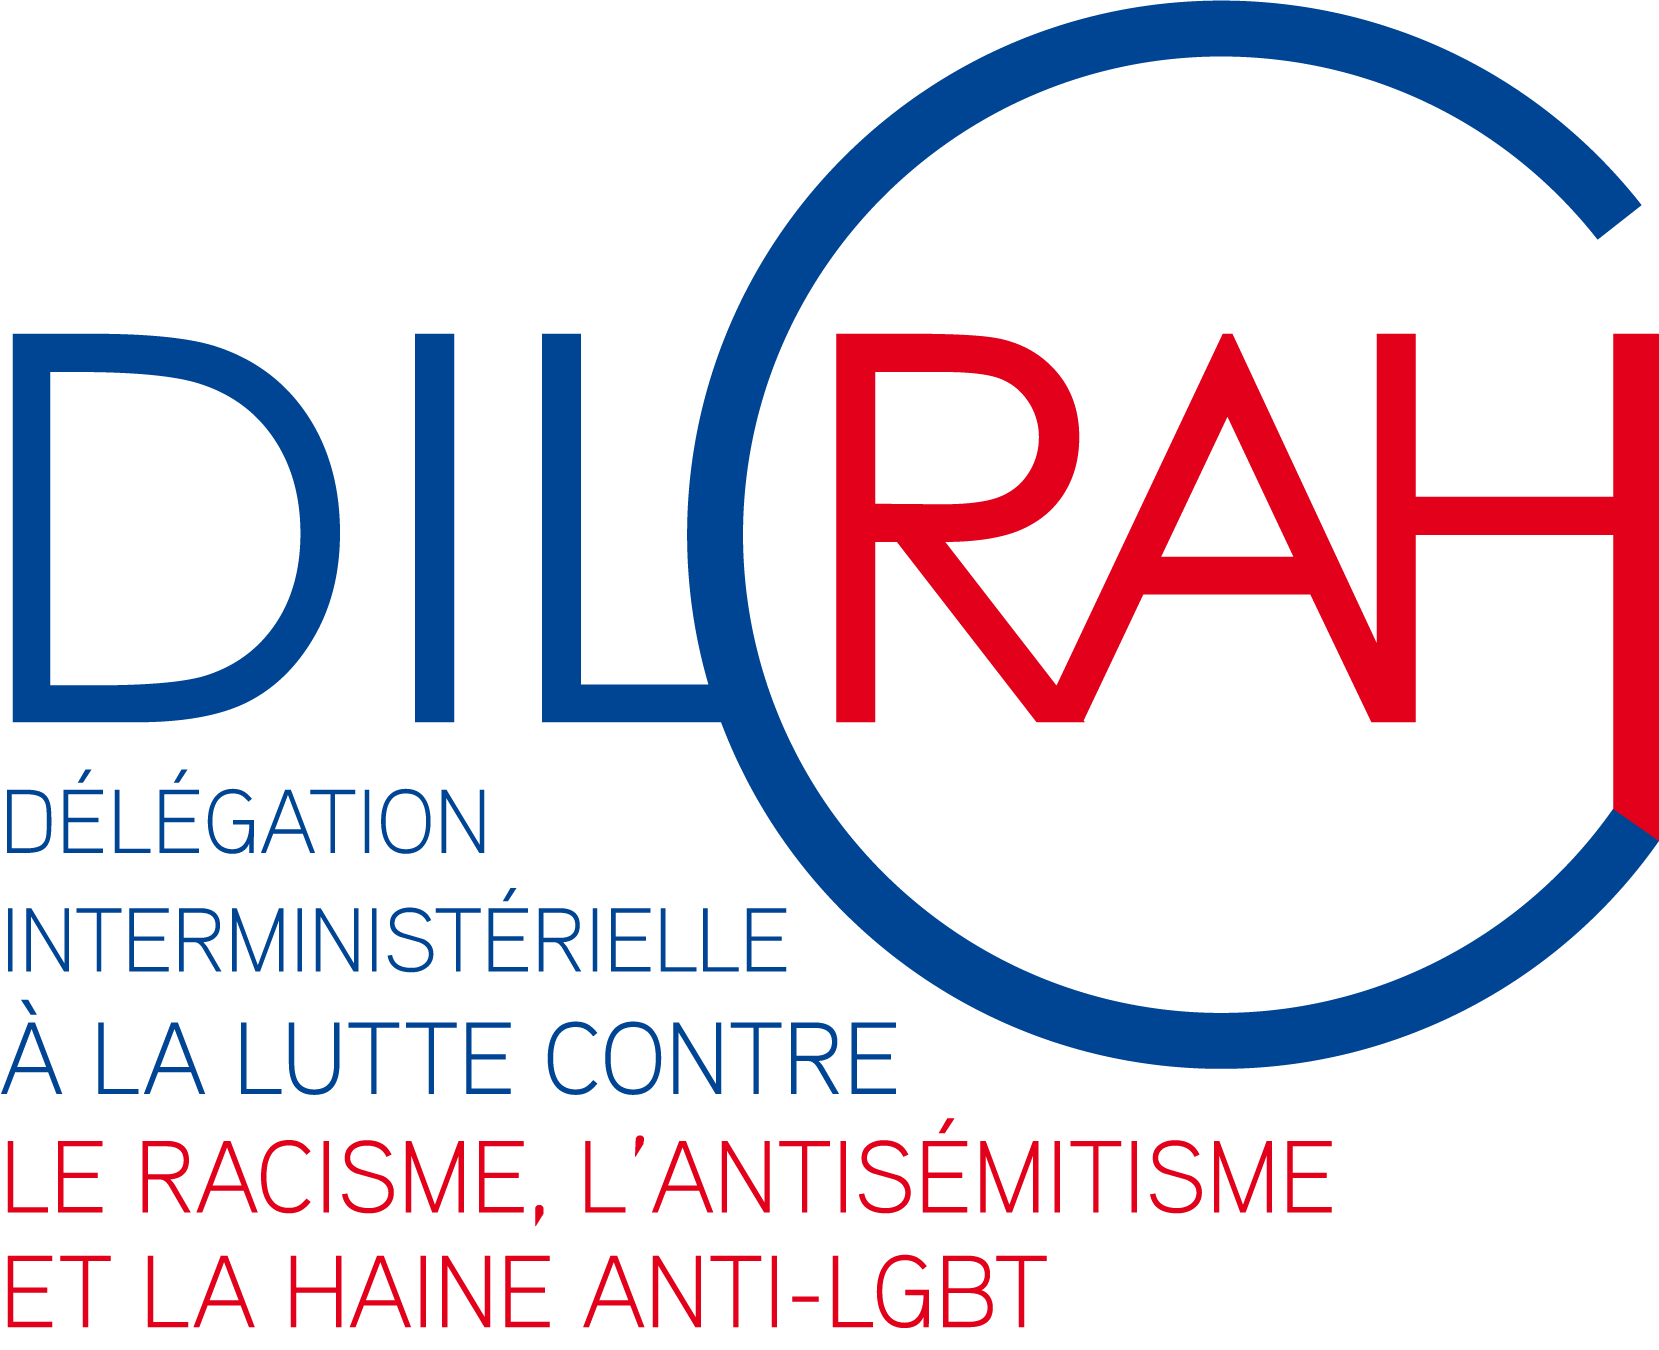 DILCRAH
DÉLÉGATION
INTERMINISTÉRIELLE
À LA LUTTE CONTRE
LE RACISME, L’ANTISÉMITISME
ET LA HAINE ANTI-LGBT